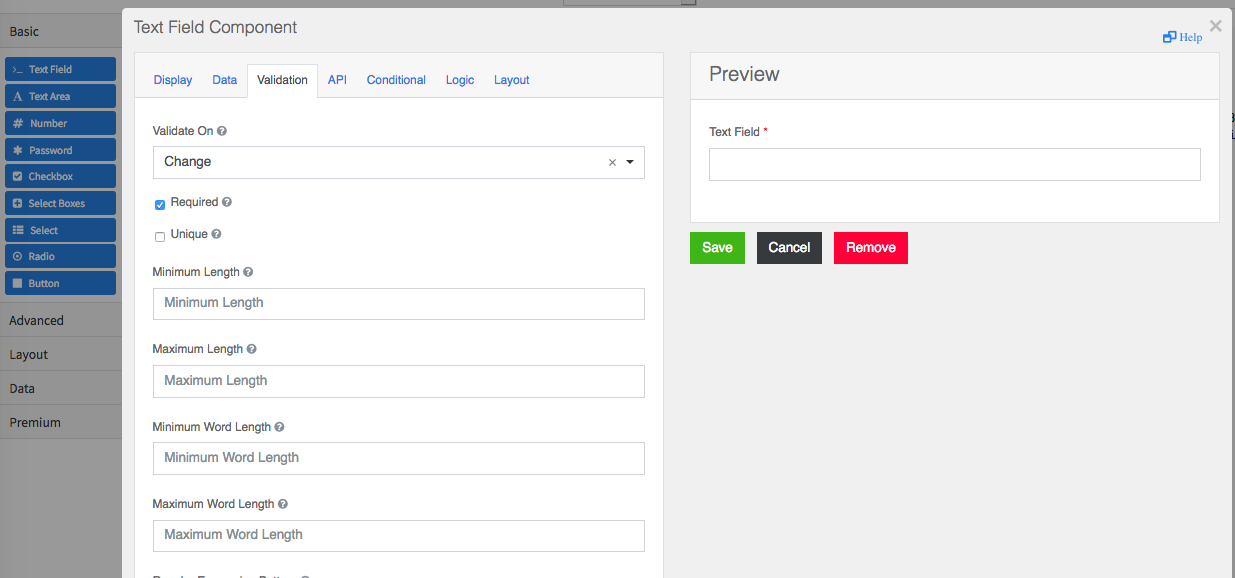 Basic
Text Field
Text Area
Number
Password
Checkbox
Select Boxes
Select
Radio
Button
Advanced
Layout
Data
Premium
Text Field Component
Help
Display Data Validation API Conditional Logic Layout
Validate On
Change
Required
Unique
Minimum Length
Minimum Length
Maximum Length
Maximum Length
Minimum Word Length
Minimum Word Length
Maximum Word Length
Maximum Word Length
Preview
Text Field *
Save Cancel Remove